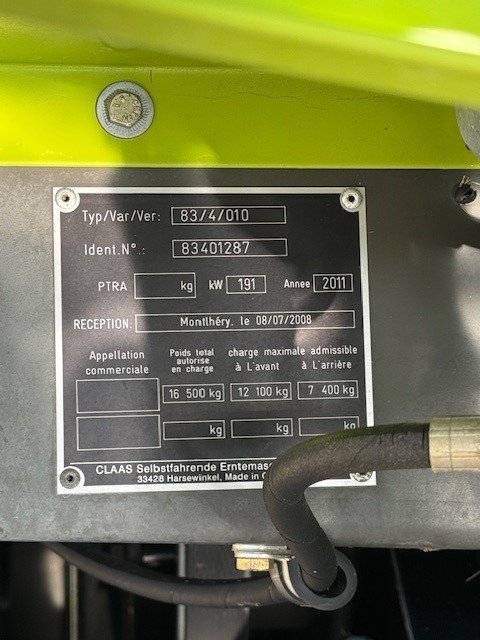 Typ/Var/Ver: 83/4/010
Ident.N°.: 83401287
PTRA kg kW 191 Annee 2011
RECEPTION. Montlhéry. le 08/07/2008
Appellation commerciale
Poids total autorise en charge
charge maximale admissible
à L'avant à L'arrière
16 500 kg 12 100 kg 7 400 kg
kg kg kg
CLAAS Selbstfahrende
33428 Harsewinkel, Made in